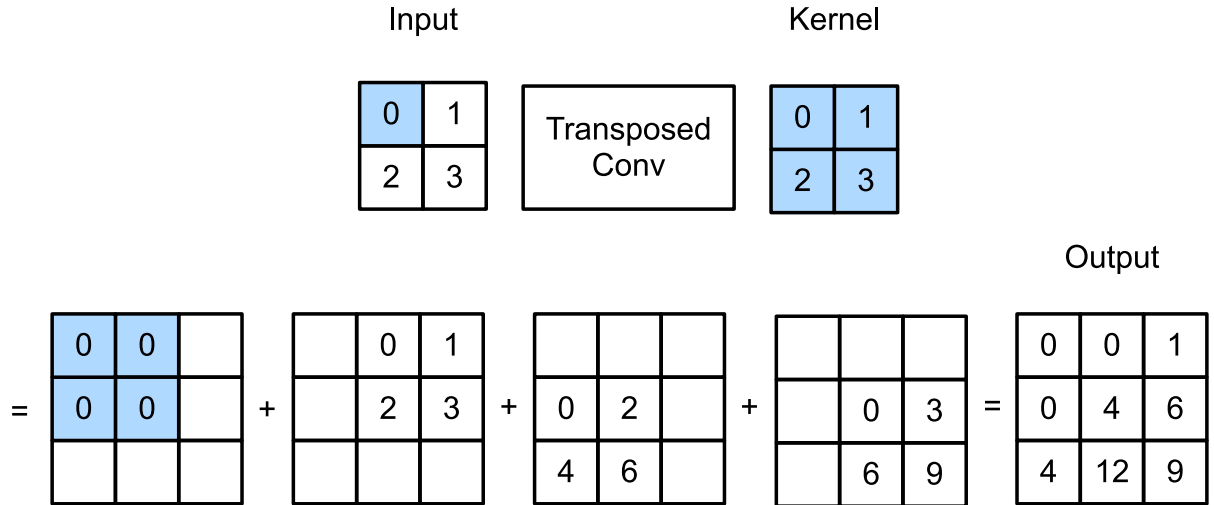 Input
Kernel
0 1
2 3
Transposed
Conv
0 1
2 3
Output
0 0
0 1
0 0 1
= 0 0
+ 2 3
+ 0 2
+ 0 3
= 0 4 6
4 6
6 9
4 12 9